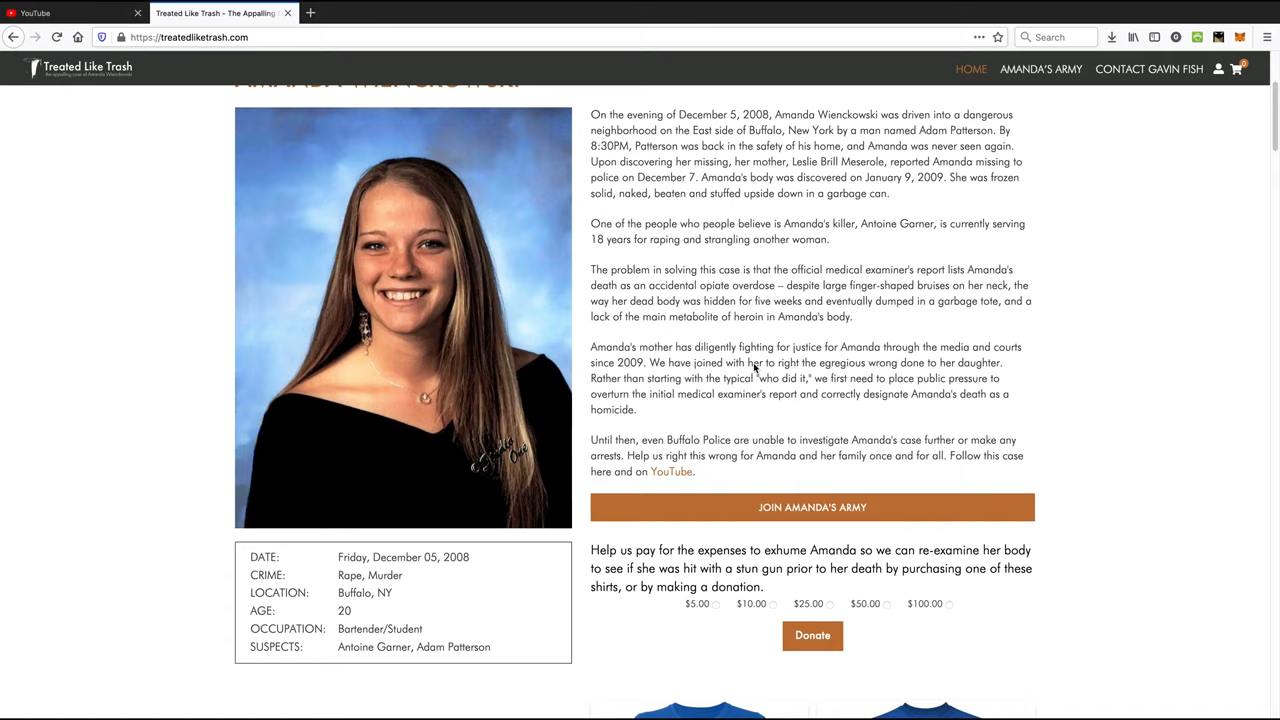 YouTube
Treated Like Trash - The Appalling
https://treatedliketrash.com
Search
Treated Like Trash
the appalling case of Amanda Wienckowski
HOME
AMANDA'S ARMY
CONTACT GAVIN FISH
0
AMANDA WIENCKOWSKI
On the evening of December 5, 2008, Amanda Wienckowski was driven into a dangerous
neighborhood on the East side of Buffalo, New York by a man named Adam Patterson. By
8:30PM, Patterson was back in the safety of his home, and Amanda was never seen again.
Upon discovering her missing, her mother, Leslie Brill Meserole, reported Amanda missing to
police on December 7. Amanda's body was discovered on January 9, 2009. She was frozen
solid, naked, beaten and stuffed upside down in a garbage can.
One of the people who people believe is Amanda's killer, Antoine Garner, is currently serving
18 years for raping and strangling another woman.
The problem in solving this case is that the official medical examiner's report lists Amanda's
death as an accidental opiate overdose – despite large finger-shaped bruises on her neck, the
way her dead body was hidden for five weeks and eventually dumped in a garbage tote, and a
lack of the main metabolite of heroin in Amanda's body.
Amanda's mother has diligently fighting for justice for Amanda through the media and courts
since 2009. We have joined with her to right the egregious wrong done to her daughter.
Rather than starting with the typical "who did it," we first need to place public pressure to
overturn the initial medical examiner's report and correctly designate Amanda's death as a
homicide.
Until then, even Buffalo Police are unable to investigate Amanda's case further or make any
arrests. Help us right this wrong for Amanda and her family once and for all. Follow this case
here and on YouTube.
JOIN AMANDA'S ARMY
Help us pay for the expenses to exhume Amanda so we can re-examine her body
to see if she was hit with a stun gun prior to her death by purchasing one of these
shirts, or by making a donation.
$5.00 $10.00 $25.00 $50.00 $100.00
Donate
Studio One
DATE: Friday, December 05, 2008
CRIME: Rape, Murder
LOCATION: Buffalo, NY
AGE: 20
OCCUPATION: Bartender/Student
SUSPECTS: Antoine Garner, Adam Patterson